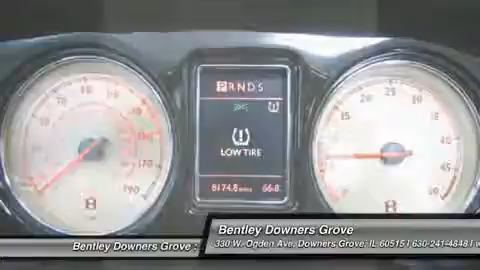 P R N D S
LOW TIRE
8174.8 miles 66.8
Bentley Downers Grove
Bentley Downers Grove :
330 W. Ogden Ave, Downers Grove, IL 60515 | 630-241-4848 | w